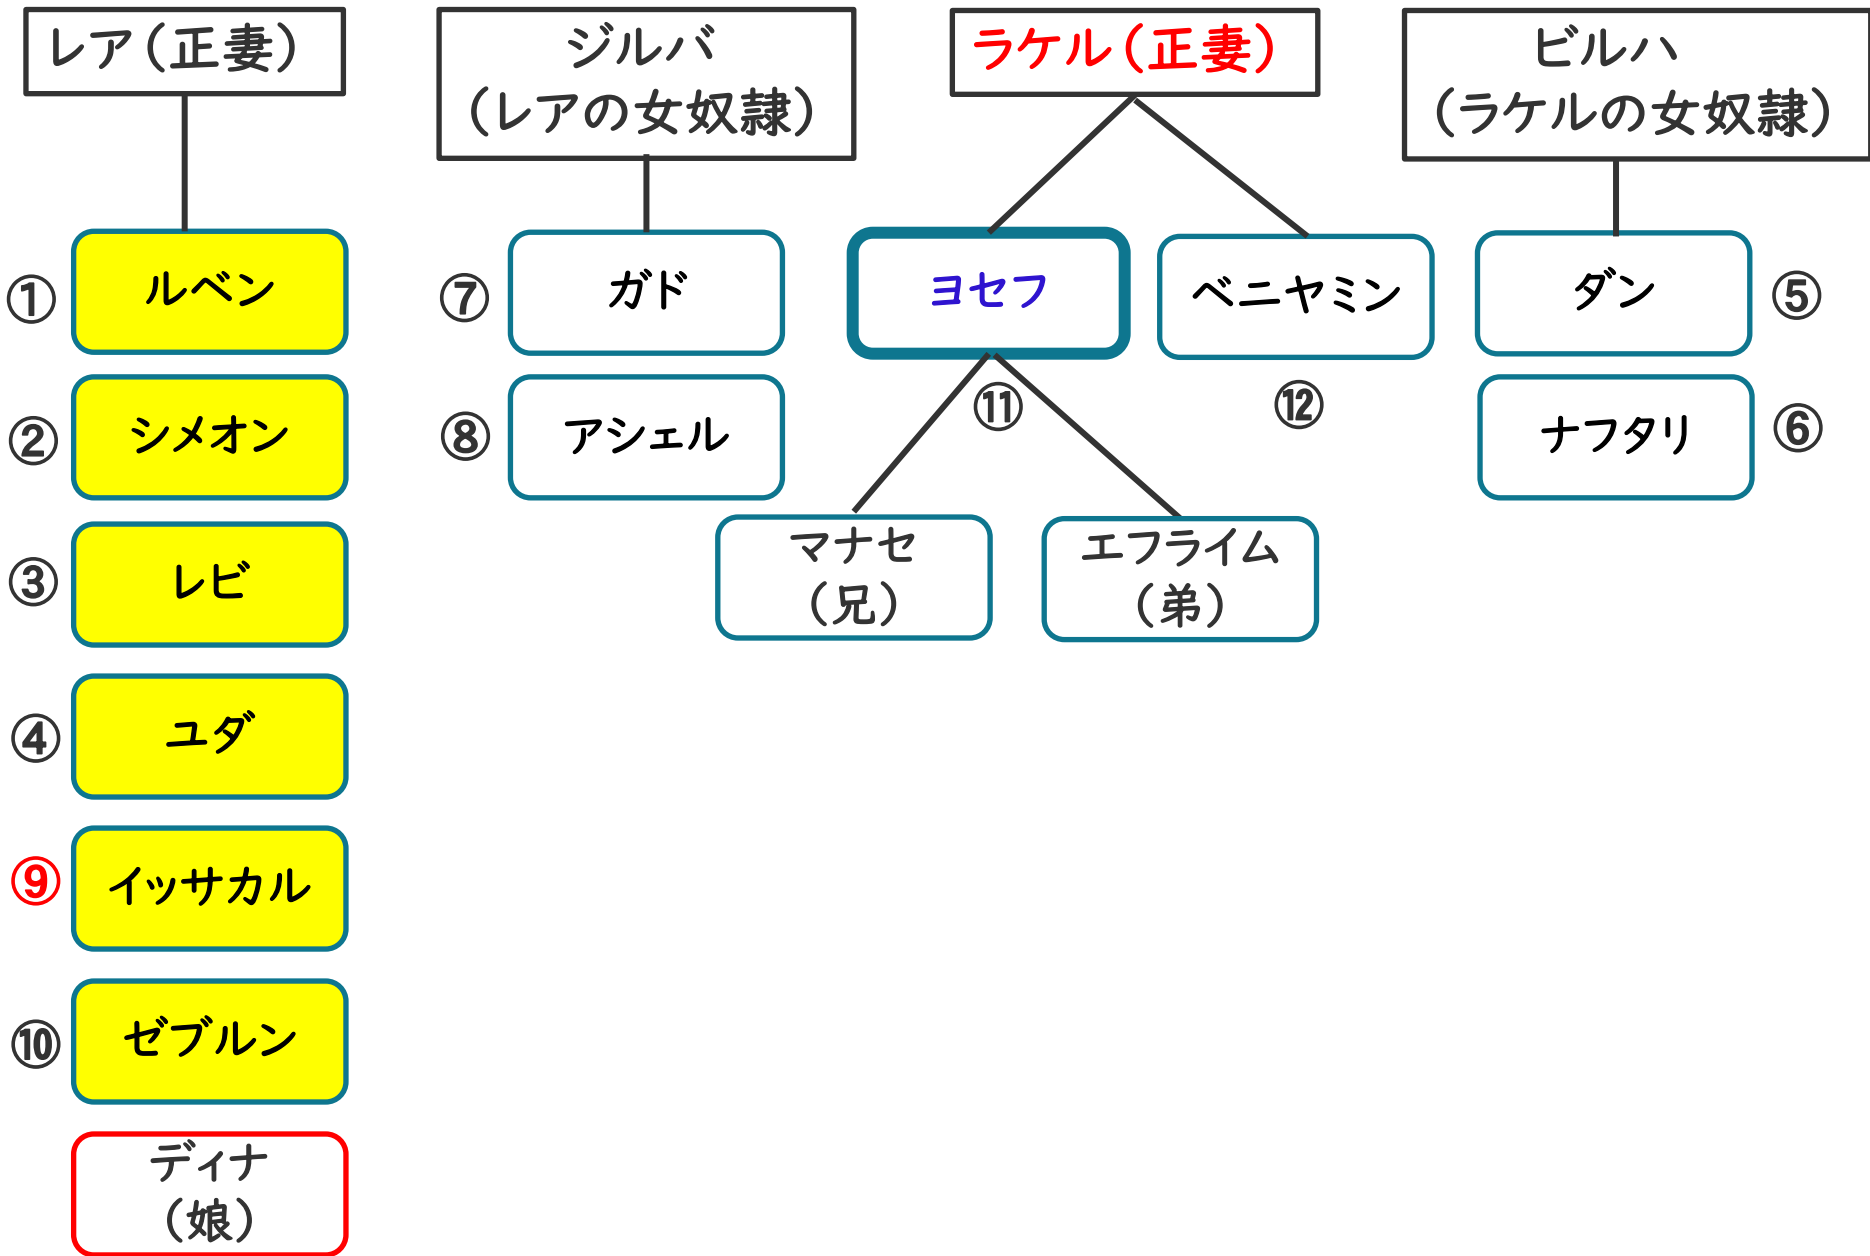 レア(正妻)
ジルバ
(レアの女奴隷)
ラケル(正妻)
ビルハ
(ラケルの女奴隷)
① ルベン
⑦ ガド
ヨセフ
ベニヤミン
ダン ⑤
② シメオン
⑧ アシェル
⑪
⑫
ナフタリ ⑥
③ レビ
マナセ
(兄)
エフライム
(弟)
④ ユダ
⑨ イッサカル
⑩ ゼブルン
ディナ
(娘)